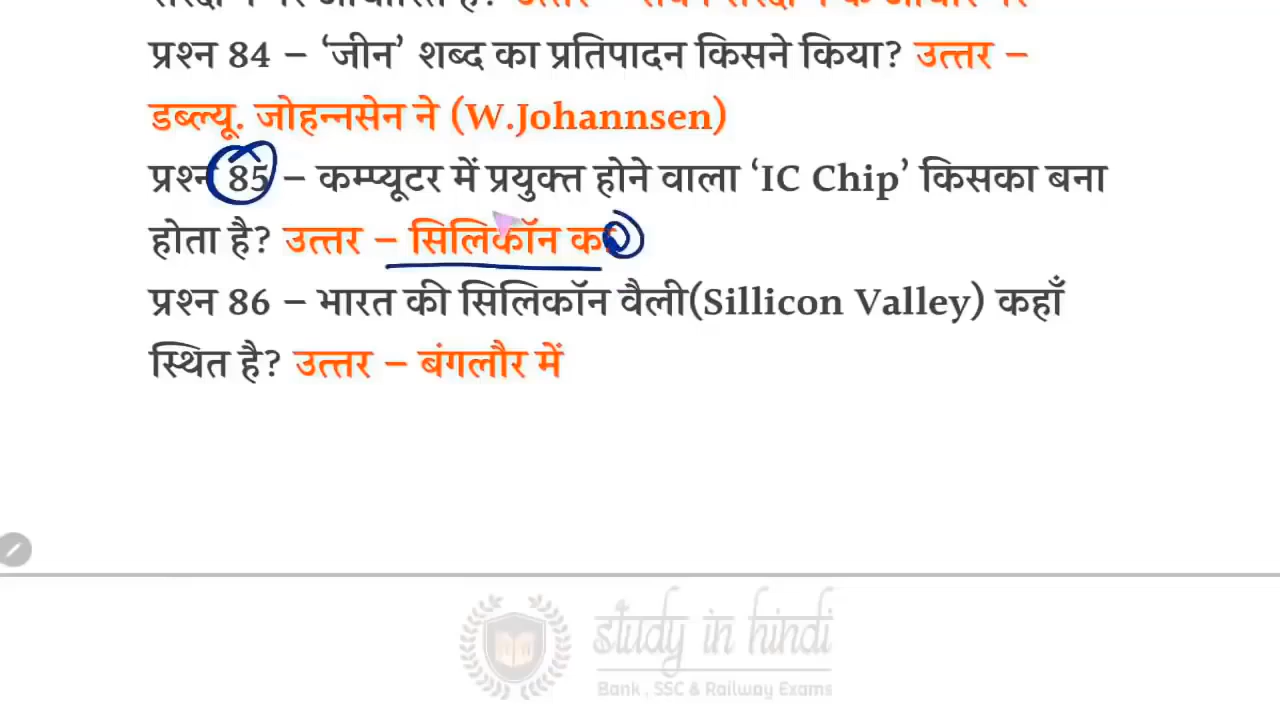 प्रश्न 84 – ‘जीन’ शब्द का प्रतिपादन किसने किया? उत्तर –
डब्ल्यू. जोहन्नसेन ने (W.Johannsen)
प्रश्न 85 – कम्प्यूटर में प्रयुक्त होने वाला ‘IC Chip’ किसका बना
होता है? उत्तर – सिलिकॉन का
प्रश्न 86 – भारत की सिलिकॉन वैली(Sillicon Valley) कहाँ
स्थित है? उत्तर – बंगलौर में
study in hindi
Bank , SSC & Railway Exams